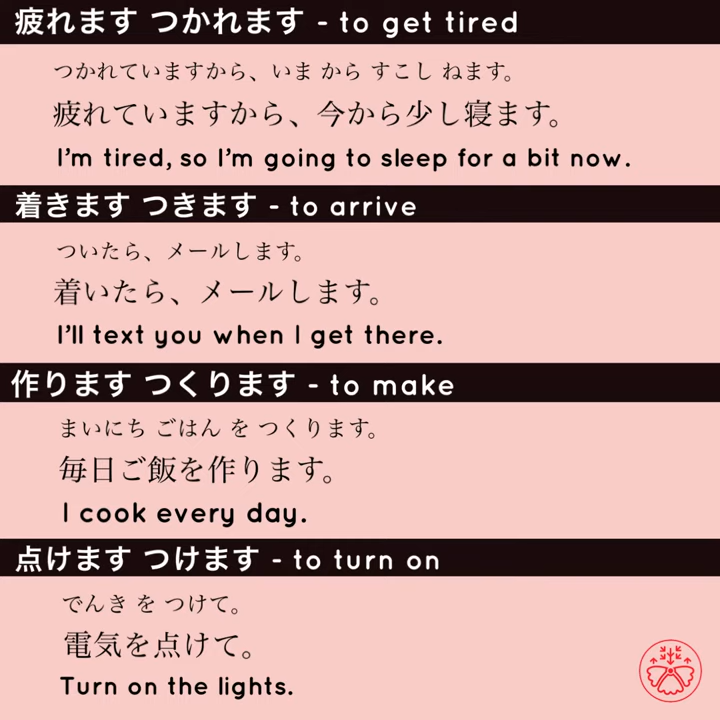 疲れます つかれます - to get tired
つかれていますから、いま から すこし ねます。
疲れていますから、今から少し寝ます。
I'm tired, so I'm going to sleep for a bit now.
着きます つきます - to arrive
ついたら、メールします。
着いたら、メールします。
I'll text you when I get there.
作ります つくります - to make
まいにち ごはん を つくります。
毎日ご飯を作ります。
I cook every day.
点けます つけます - to turn on
でんき を つけて。
電気を点けて。
Turn on the lights.